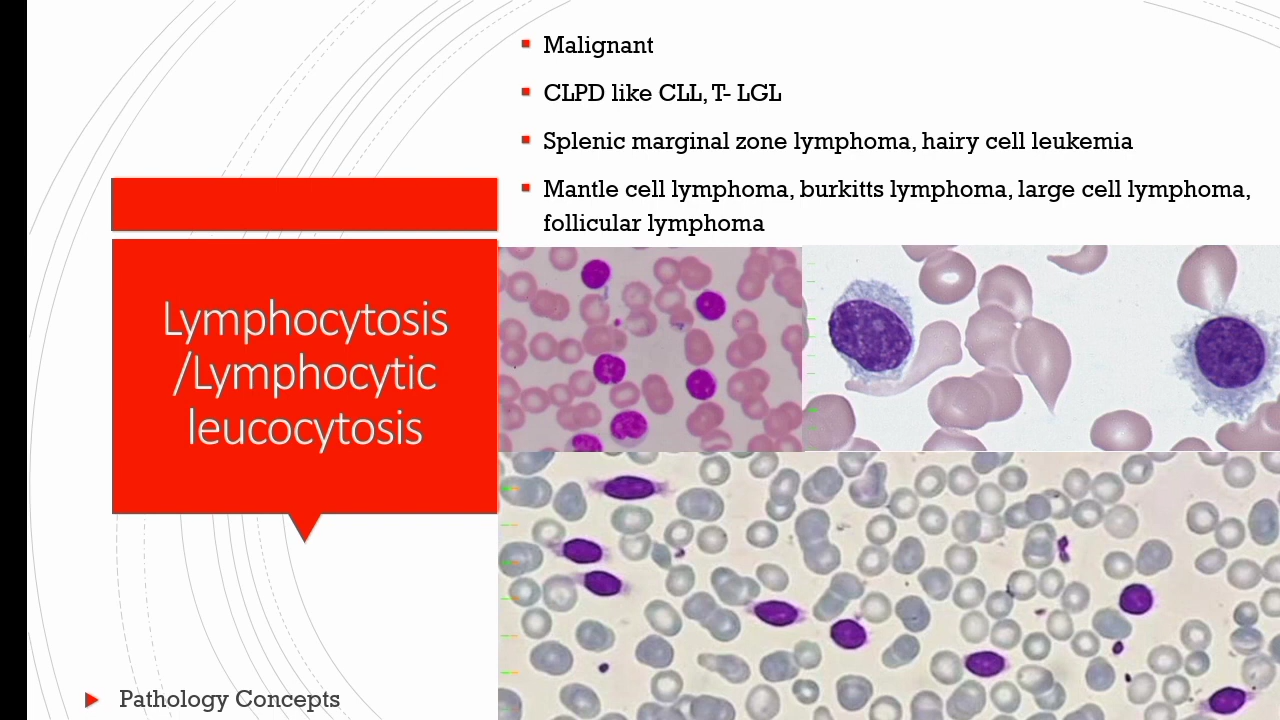 Malignant
CLPD like CLL, T- LGL
Splenic marginal zone lymphoma, hairy cell leukemia
Mantle cell lymphoma, burkitts lymphoma, large cell lymphoma,
follicular lymphoma
Lymphocytosis
/Lymphocytic
leucocytosis
Pathology Concepts